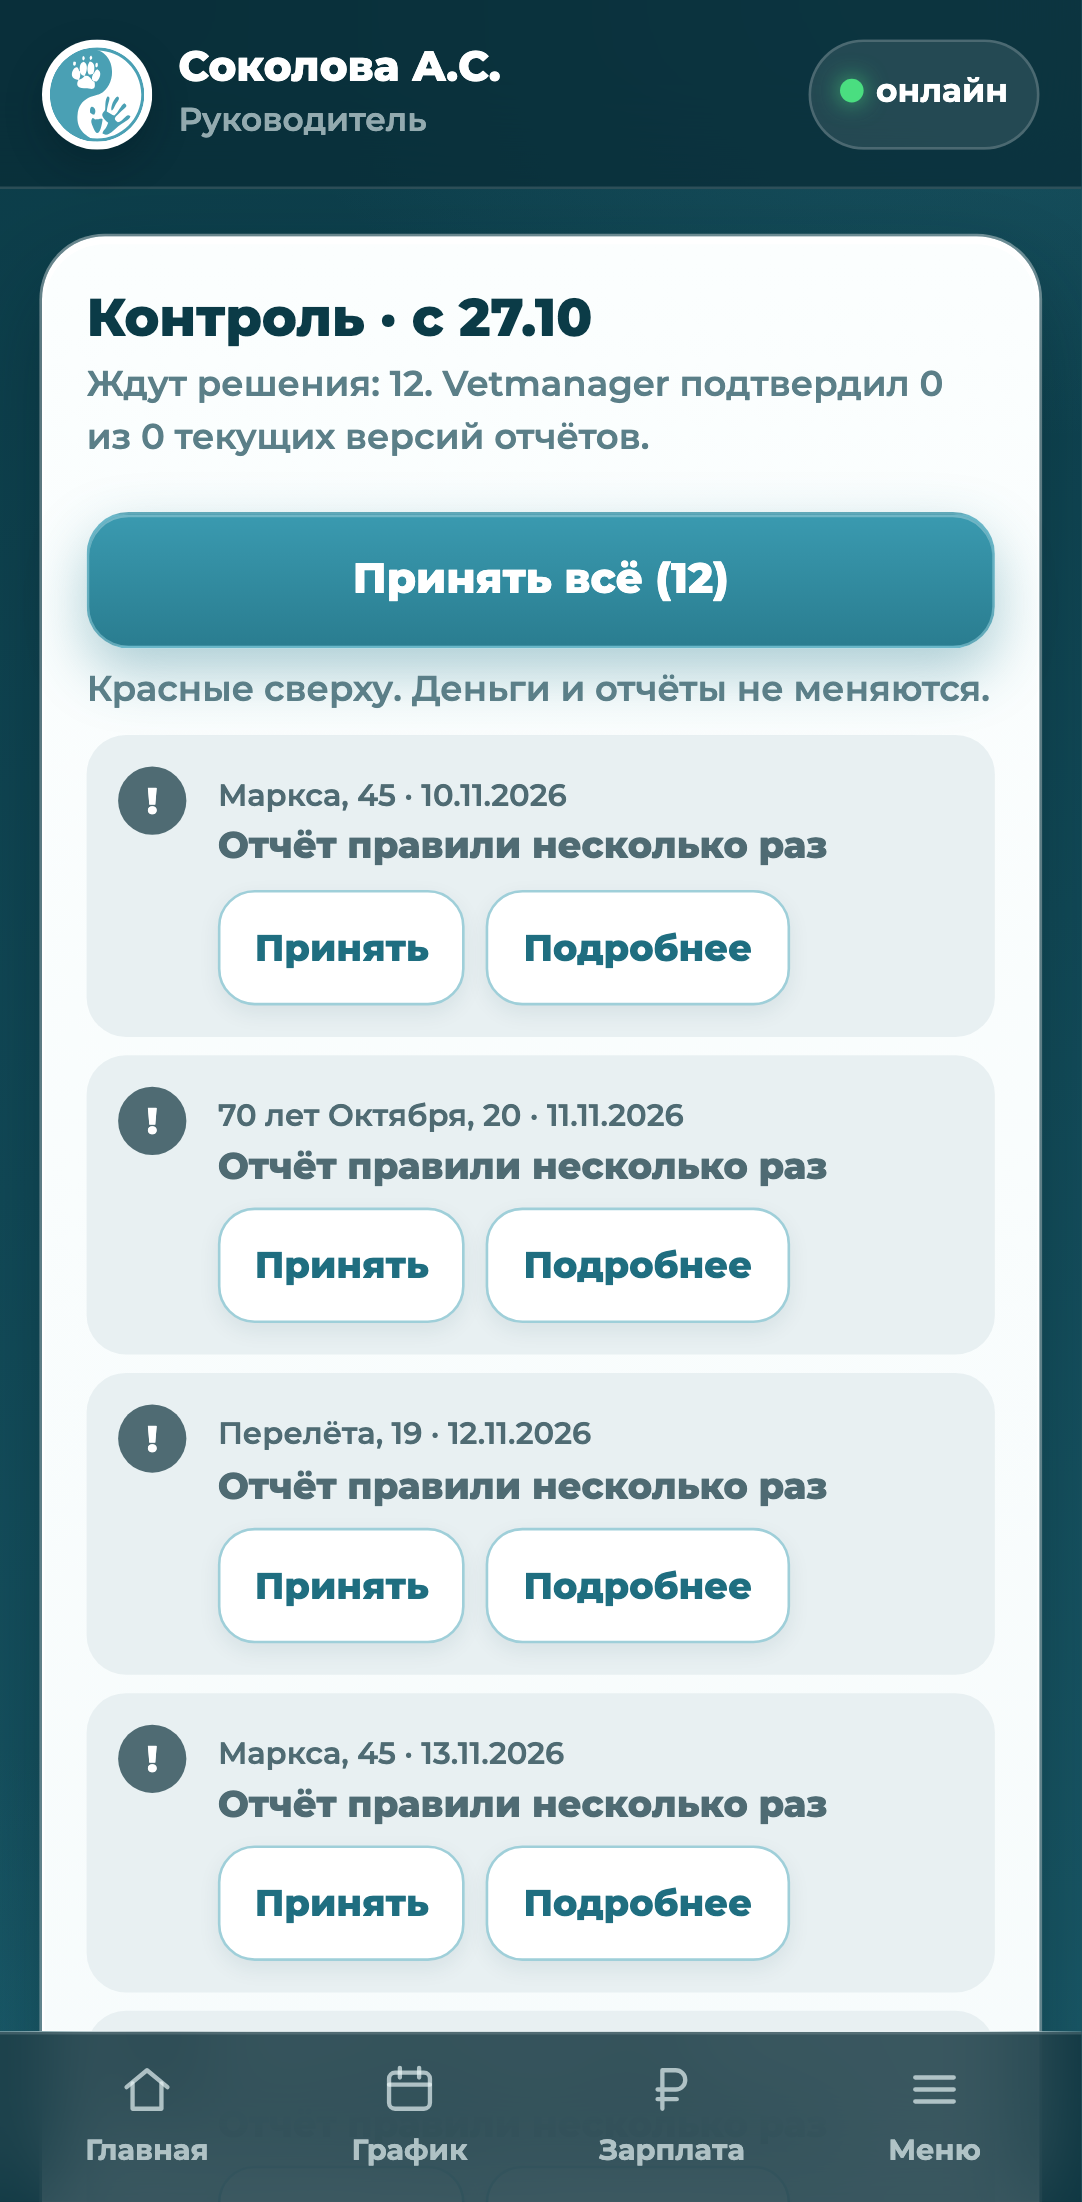 Соколова А.С.
Руководитель
онлайн
Контроль · с 27.10
Ждут решения: 12. Vetmanager подтвердил 0
из 0 текущих версий отчётов.
Принять всё (12)
Красные сверху. Деньги и отчёты не меняются.
!
Маркса, 45 · 10.11.2026
Отчёт правили несколько раз
Принять
Подробнее
!
70 лет Октября, 20 · 11.11.2026
Отчёт правили несколько раз
Принять
Подробнее
!
Перелёта, 19 · 12.11.2026
Отчёт правили несколько раз
Принять
Подробнее
!
Маркса, 45 · 13.11.2026
Отчёт правили несколько раз
Принять
Подробнее
Главная
График
Зарплата
Меню